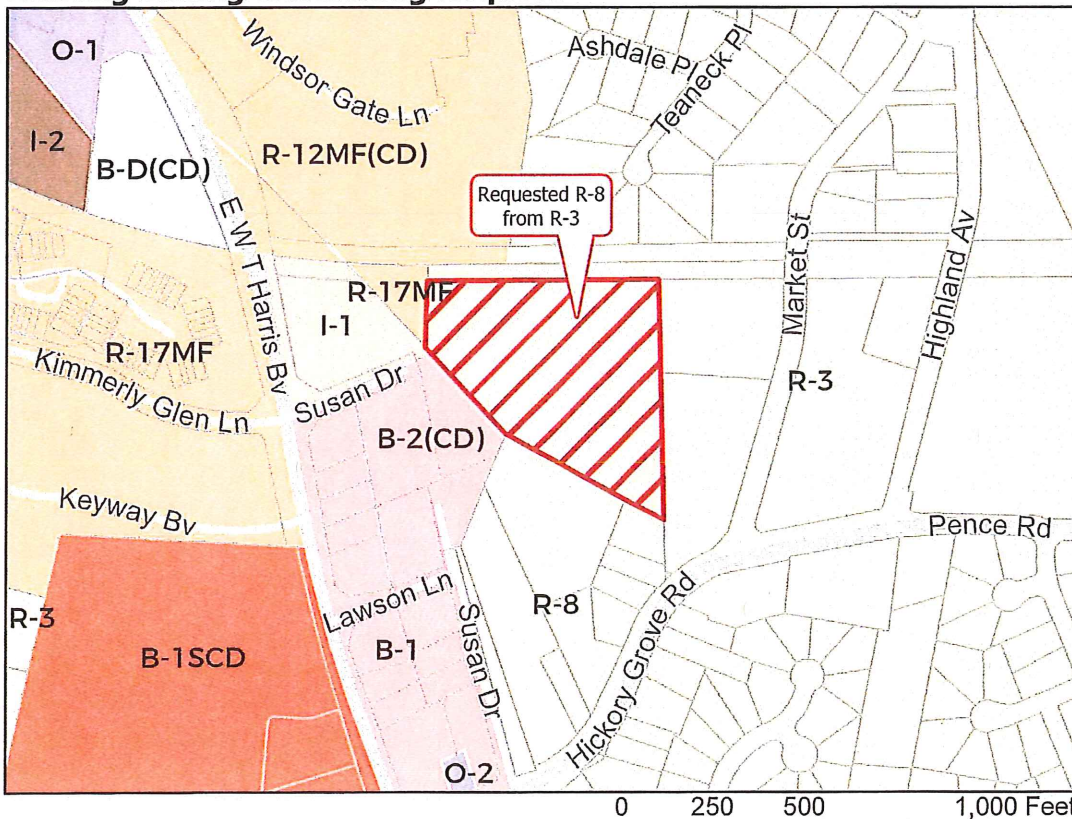 O-1
Windsor Gate Ln
Ashdale Pl
Teaneck Pl
I-2
B-D(CD)
R-12MF(CD)
Requested R-8
from R-3
E W T Harris Bv
Market St
Highland Av
R-17MF
I-1
R-17MF
Kimmerly Glen Ln
Susan Dr
R-3
B-2(CD)
Keyway Bv
Pence Rd
Lawson Ln
R-8
R-3
Susan Dr
Hickory Grove Rd
B-1SCD
B-1
O-2
0 250 500 1,000 Feet